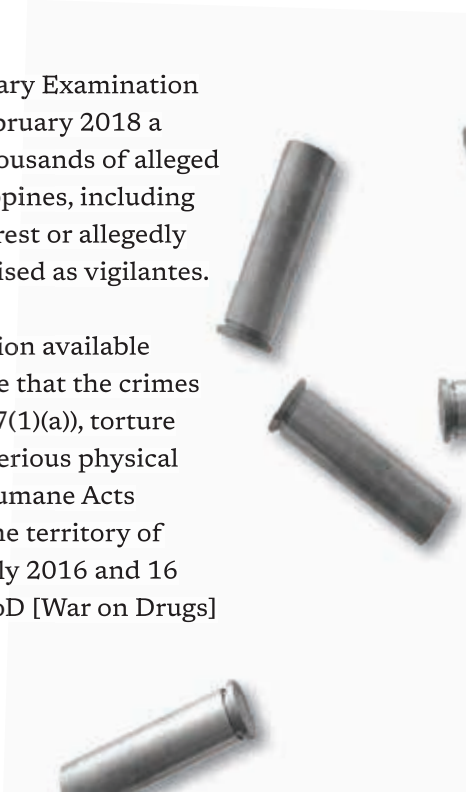 ary Examination
bruary 2018 a
ousands of alleged
pines, including
rest or allegedly
ised as vigilantes.
ion available
e that the crimes
7(1)(a)), torture
erious physical
umane Acts
he territory of
ly 2016 and 16
oD [War on Drugs]